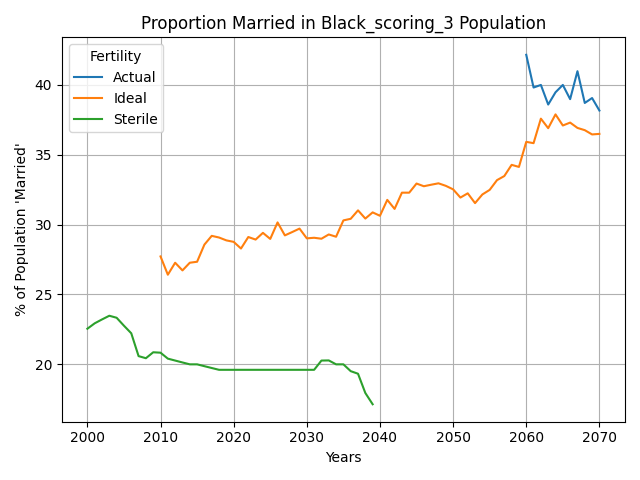 Proportion Married in Black_scoring_3 Population
Fertility
Actual
Ideal
Sterile
% of Population 'Married'
40
35
30
25
20
2000 2010 2020 2030 2040 2050 2060 2070
Years